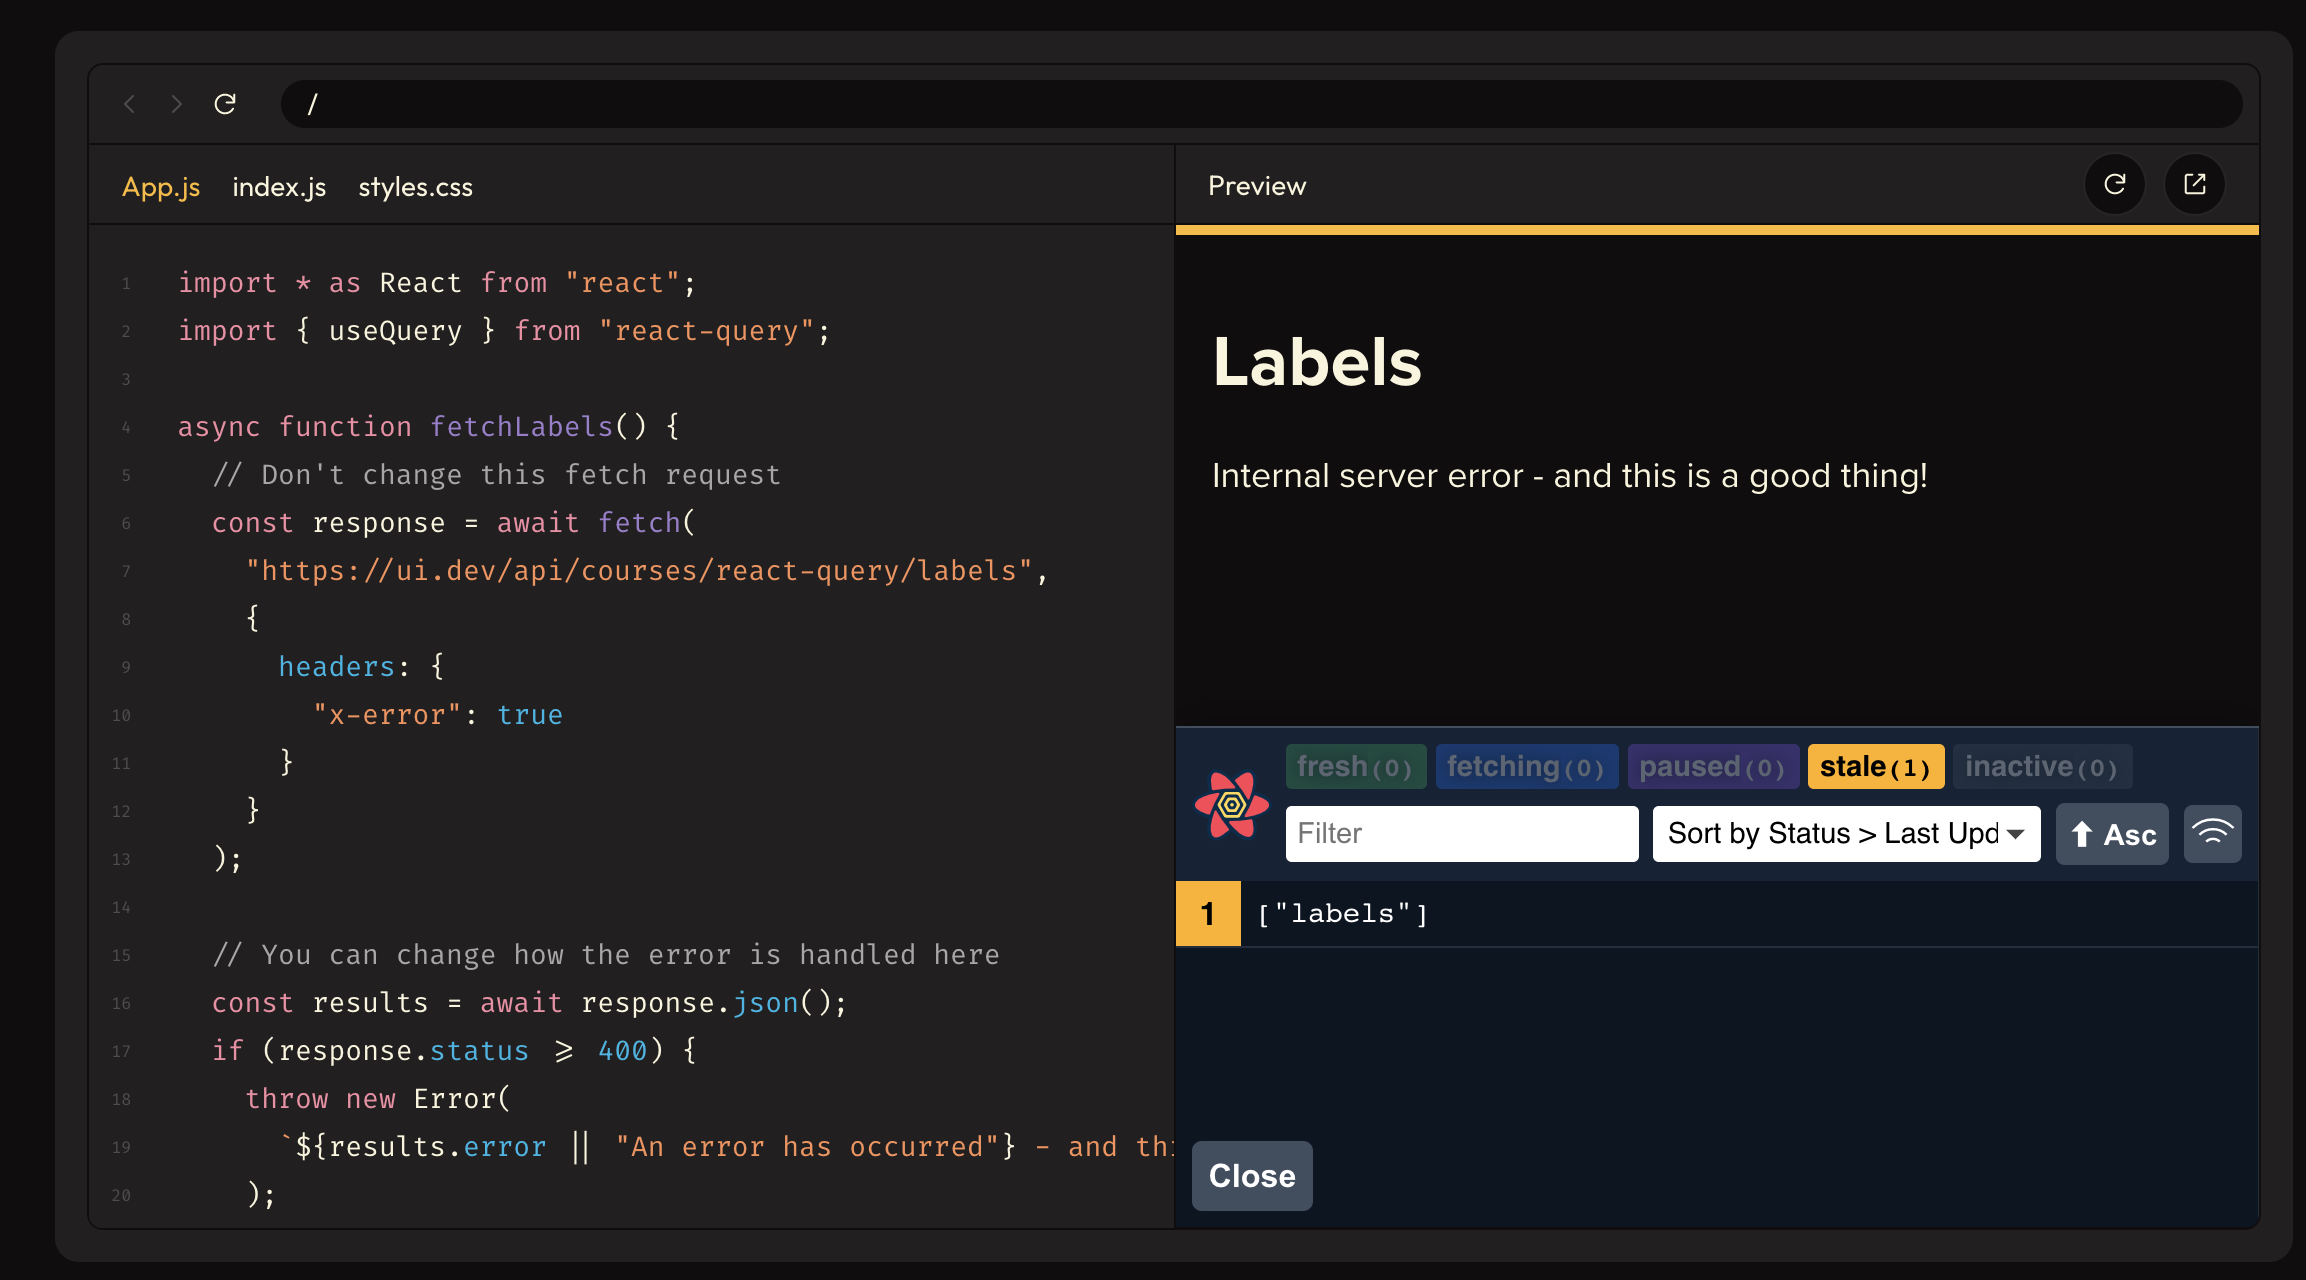 /
App.js index.js styles.css
1 import * as React from "react";
2 import { useQuery } from "react-query";
3
4 async function fetchLabels() {
5 // Don't change this fetch request
6 const response = await fetch(
7 "https://ui.dev/api/courses/react-query/labels",
8 {
9 headers: {
10 "x-error": true
11 }
12 }
13 );
14
15 // You can change how the error is handled here
16 const results = await response.json();
17 if (response.status >= 400) {
18 throw new Error(
19 `${results.error || "An error has occurred"} - and thi
20 );
Preview
Labels
Internal server error - and this is a good thing!
fresh(0) fetching(0) paused(0) stale(1) inactive(0)
Filter Sort by Status > Last Upd Asc
1 ["labels"]
Close